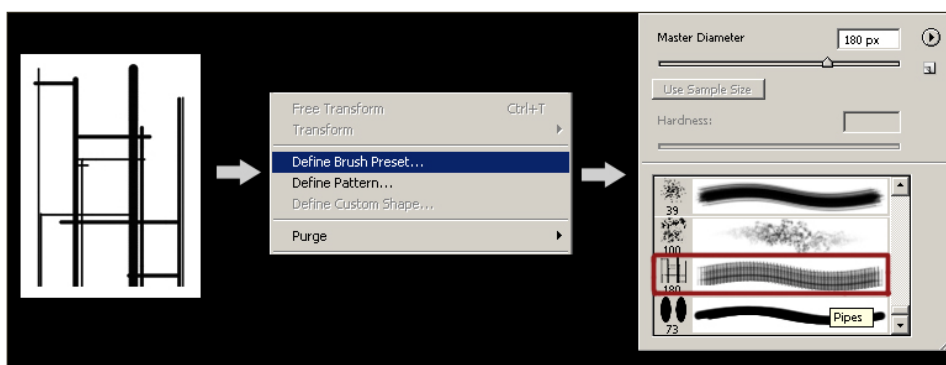 Master Diameter
180 px
Use Sample Size
Hardness:
Free Transform Ctrl+T
Transform
Define Brush Preset...
Define Pattern...
Define Custom Shape...
Purge
39
100
180
73
Pipes